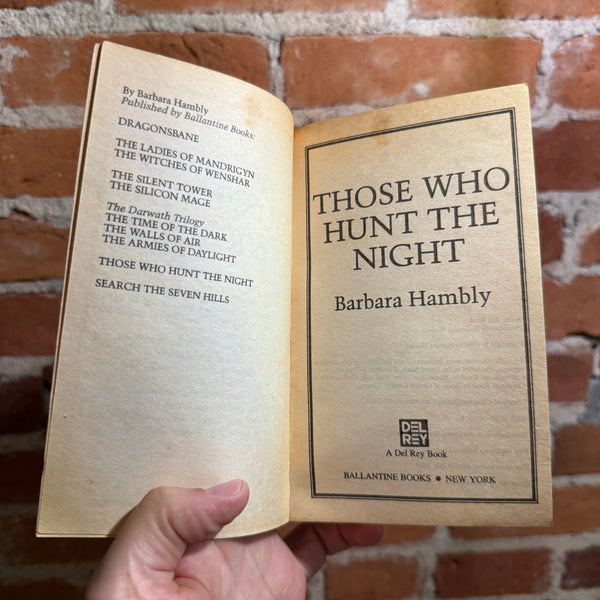 By Barbara Hambly
Published by Ballantine Books:
DRAGONSBANE
THE LADIES OF MANDRIGYN
THE WITCHES OF WENSHAR
THE SILENT TOWER
THE SILICON MAGE
The Darwath Trilogy
THE TIME OF THE DARK
THE WALLS OF AIR
THE ARMIES OF DAYLIGHT
THOSE WHO HUNT THE NIGHT
SEARCH THE SEVEN HILLS
THOSE WHO
HUNT THE
NIGHT
Barbara Hambly
DEL
REY
A Del Rey Book
BALLANTINE BOOKS • NEW YORK